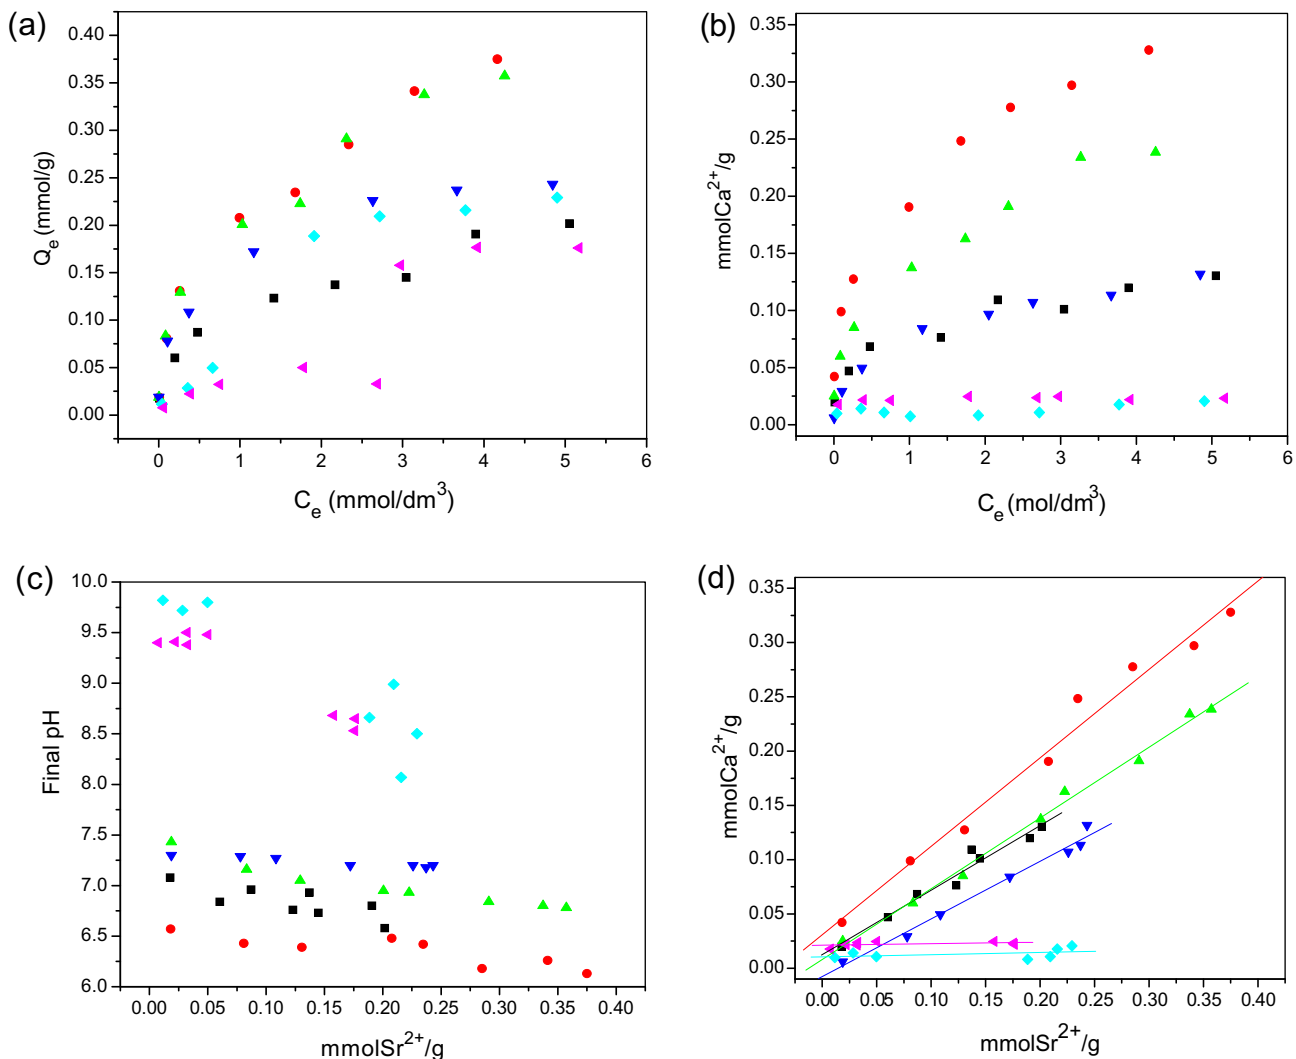 (a)
0.40
0.35
0.30
0.25
0.20
0.15
0.10
0.05
0.00
Qe (mmol/g)
0 1 2 3 4 5 6
Ce (mmol/dm3)
(b)
0.35
0.30
0.25
0.20
0.15
0.10
0.05
0.00
mmolCa2+/g
0 1 2 3 4 5 6
Ce (mol/dm3)
(c)
10.0
9.5
9.0
8.5
8.0
7.5
7.0
6.5
6.0
Final pH
0.00 0.05 0.10 0.15 0.20 0.25 0.30 0.35 0.40
mmolSr2+/g
(d)
0.35
0.30
0.25
0.20
0.15
0.10
0.05
0.00
mmolCa2+/g
0.00 0.05 0.10 0.15 0.20 0.25 0.30 0.35 0.40
mmolSr2+/g